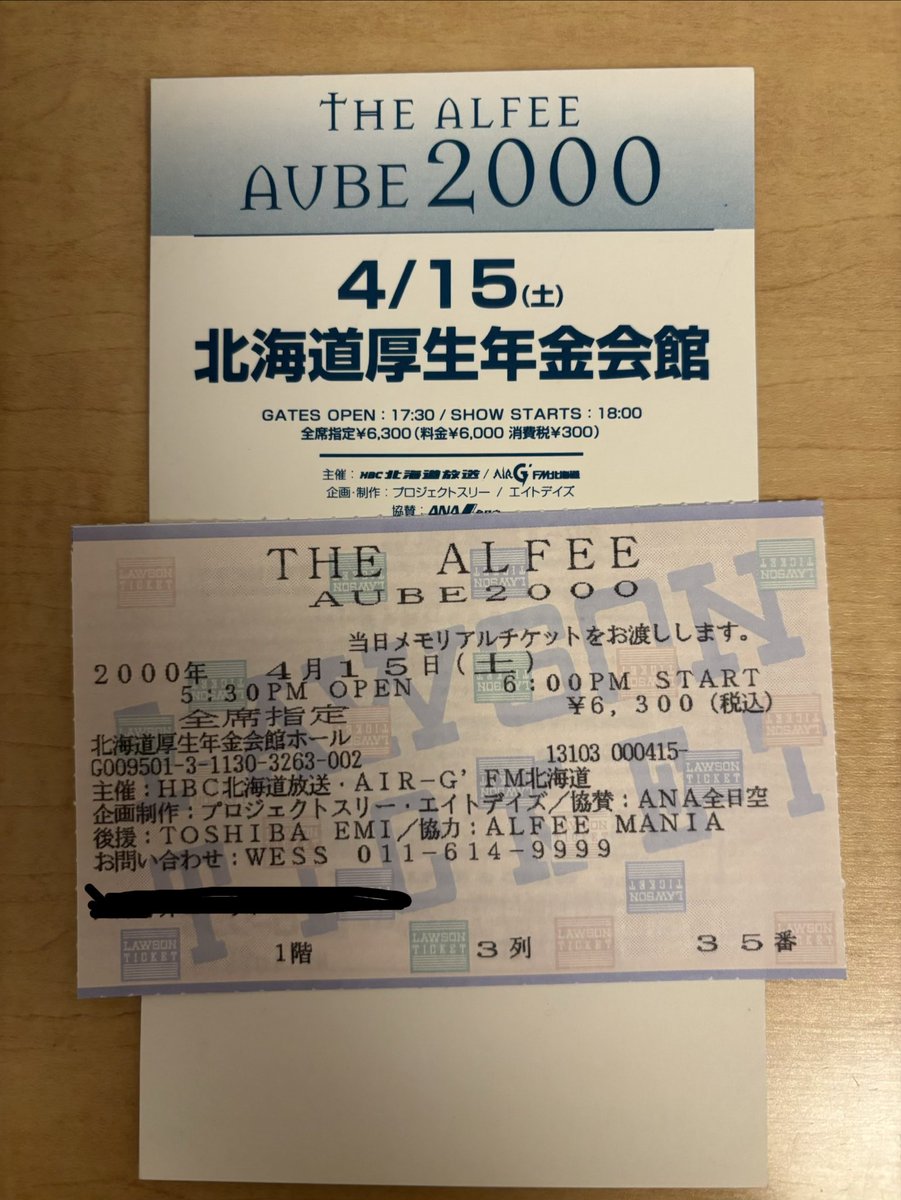 THE ALFEE
AUBE 2000
4/15(土)
北海道厚生年金会館
GATES OPEN : 17:30 / SHOW STARTS : 18:00
全席指定¥6,300(料金¥6,000 消費税¥300)
主催:HBC北海道放送 / AIR-G' FM北海道
企画・制作:プロジェクトスリー / エイトデイズ
協賛:ANA
THE ALFEE
AUBE2000
当日メモリアルチケットをお渡しします。
2000年 4月15日(土)
5:30PM OPEN 6:00PM START
全席指定 ¥6,300(税込)
北海道厚生年金会館ホール
G009501-3-1130-3263-002 13103 000415-
主催:HBC北海道放送・AIR-G' FM北海道
企画制作:プロジェクトスリー・エイトデイズ/協賛:ANA全日空
後援:TOSHIBA EMI/協力:ALFEE MANIA
お問い合わせ:WESS 011-614-9999
1階 3列 35番
LAWSON TICKET